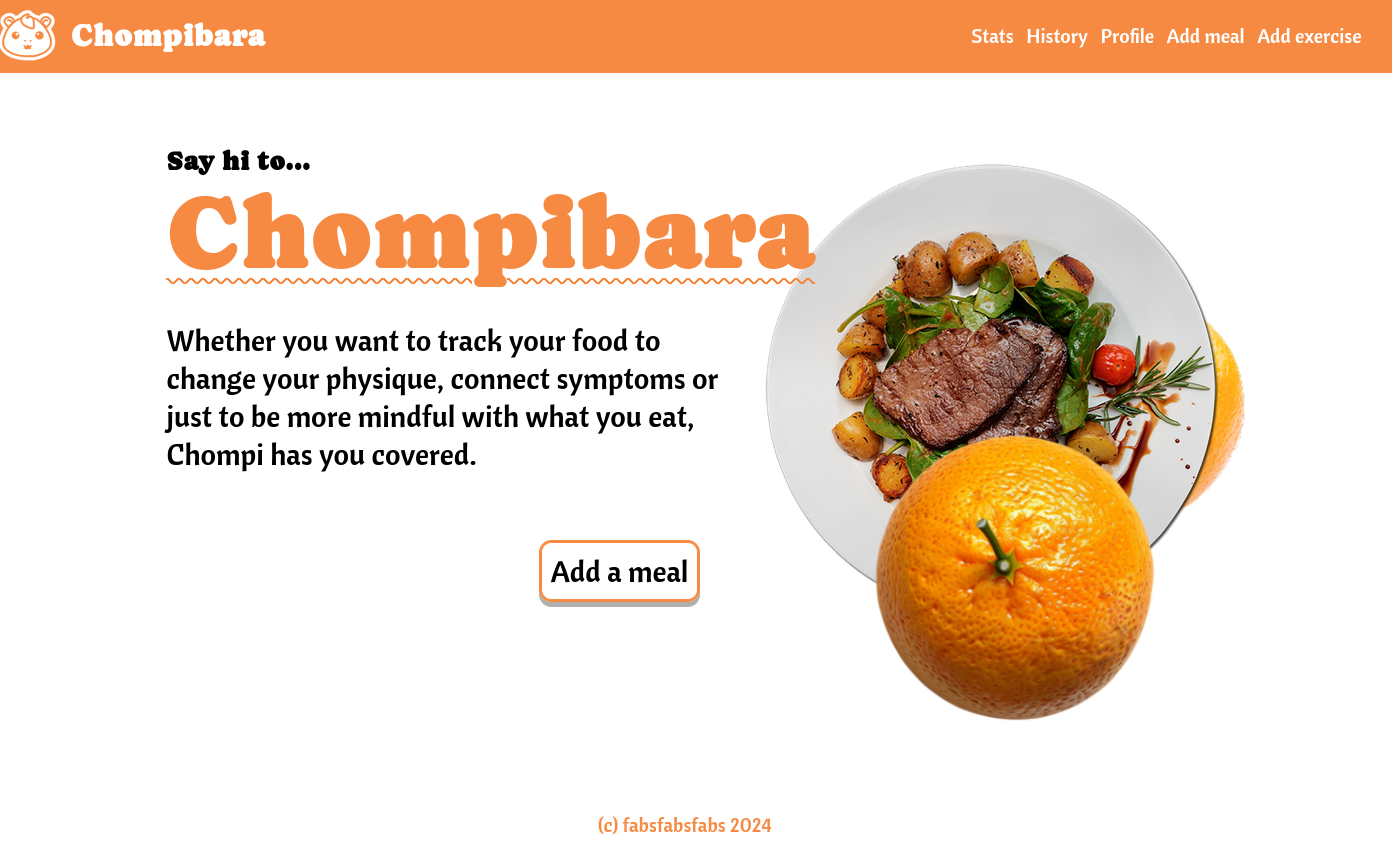 Chompibara
Stats History Profile Add meal Add exercise
Say hi to...
Chompibara
Whether you want to track your food to
change your physique, connect symptoms or
just to be more mindful with what you eat,
Chompi has you covered.
Add a meal
(c) fabsfabsfabs 2024